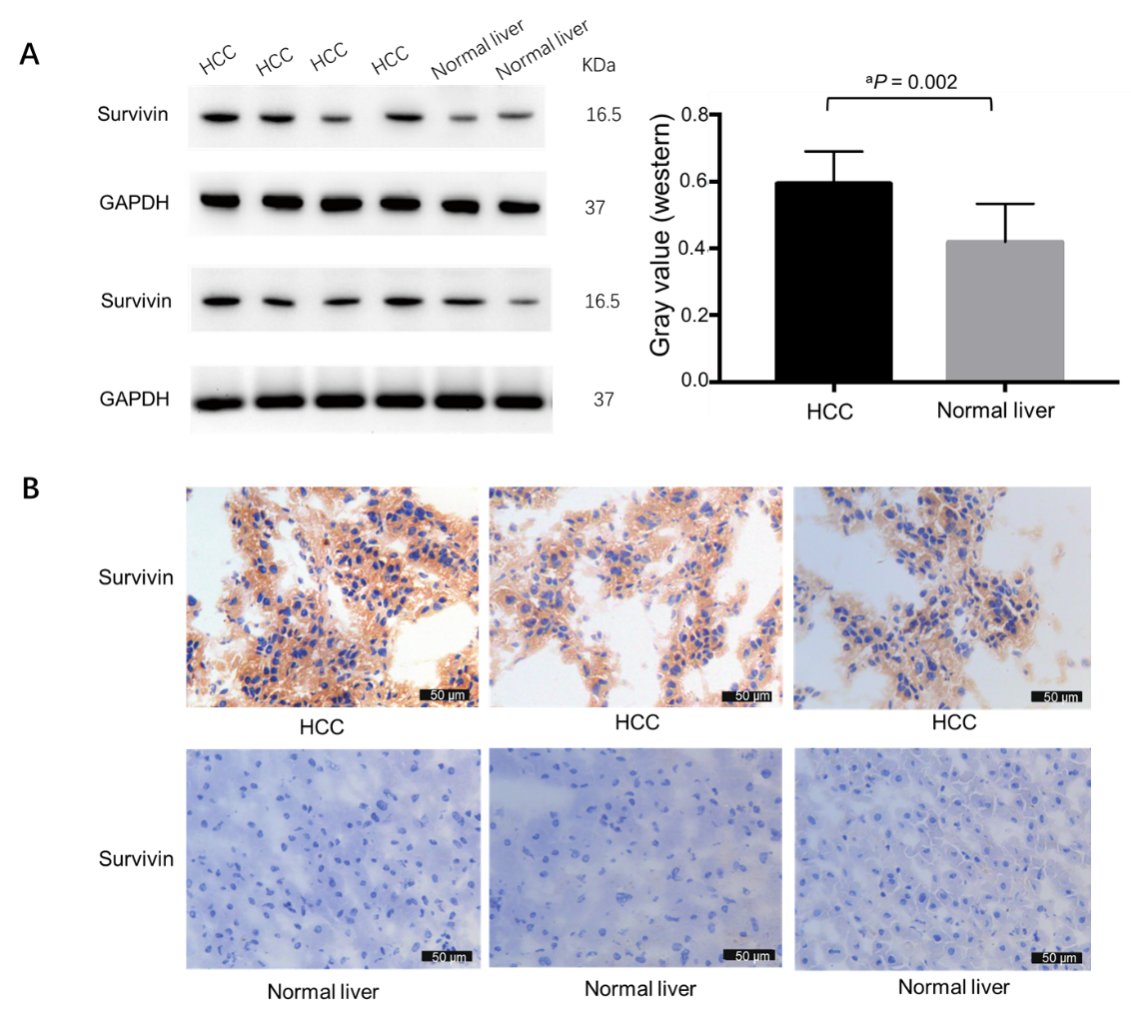 A
HCC
HCC
HCC
HCC
Normal liver
Normal liver
KDa
Survivin
16.5
GAPDH
37
Survivin
16.5
GAPDH
37
ᵃP = 0.002
Gray value (western)
0.8
0.6
0.4
0.2
0.0
HCC
Normal liver
B
Survivin
50 µm
50 µm
50 µm
HCC
HCC
HCC
Survivin
50 µm
50 µm
50 µm
Normal liver
Normal liver
Normal liver